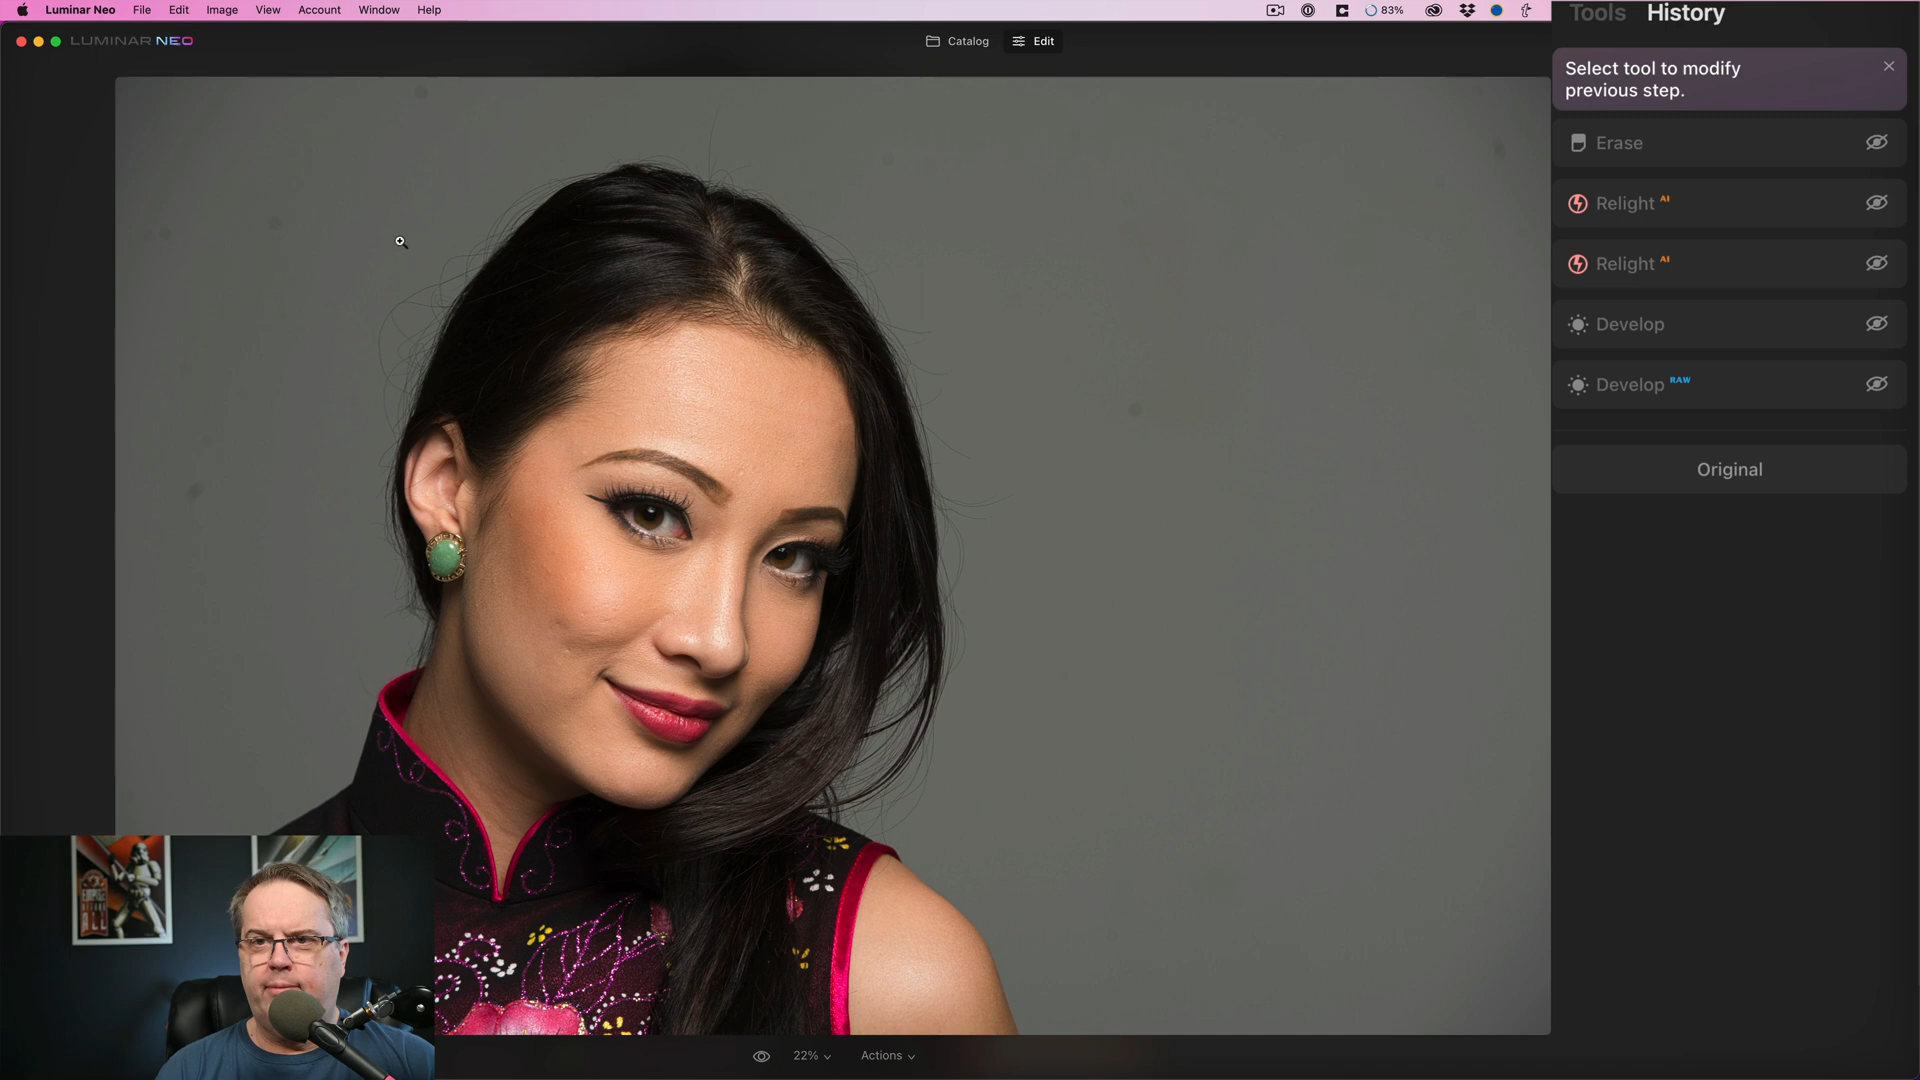 Luminar Neo File Edit Image View Account Window Help 83%
LUMINAR NEO
Catalog Edit
Tools History
Select tool to modify
previous step.
Erase
Relight AI
Relight AI
Develop
Develop RAW
Original
22% Actions